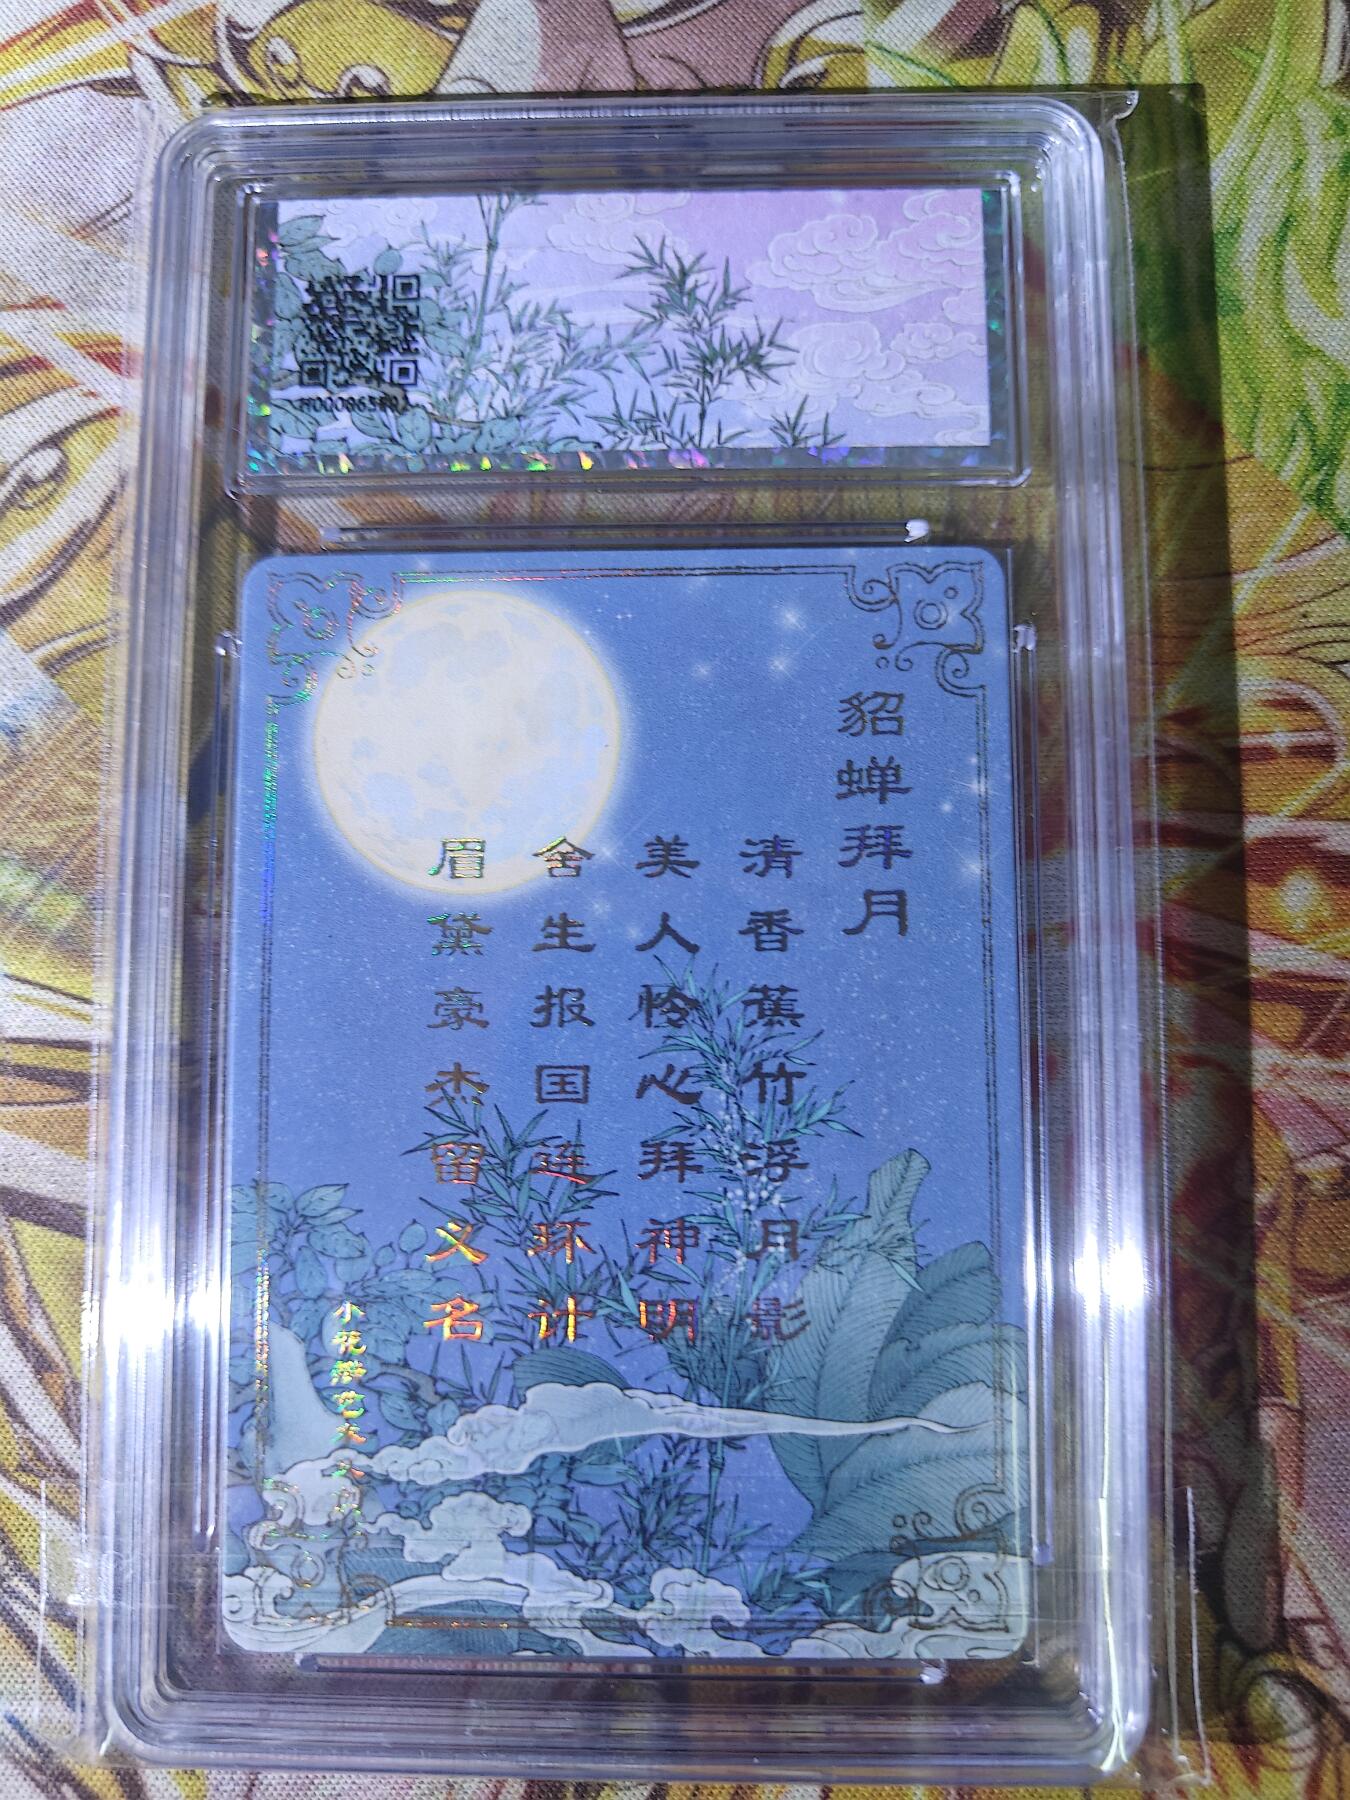 貂蝉拜月
清香蕉竹浮月影
美人怜心拜神明
舍生报国连环计
眉黛豪杰留义名